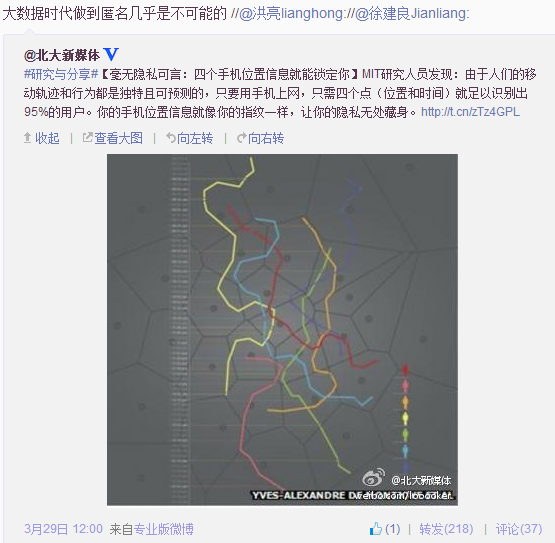 大数据时代做到匿名几乎是不可能的 //@洪亮lianghong://@徐建良Jianliang:
@北大新媒体
#研究与分享#【毫无隐私可言：四个手机位置信息就能锁定你】MIT研究人员发现：由于人们的移
动轨迹和行为都是独特且可预测的，只要用手机上网，只需四个点（位置和时间）就足以识别出
95%的用户。你的手机位置信息就像你的指纹一样，让你的隐私无处藏身。http://t.cn/zTz4GPL
收起 | 查看大图 | 向左转 | 向右转
@北大新媒体
YVES-ALEXANDRE DE
3月29日 12:00 来自专业版微博
(1) | 转发(218) | 评论(37)